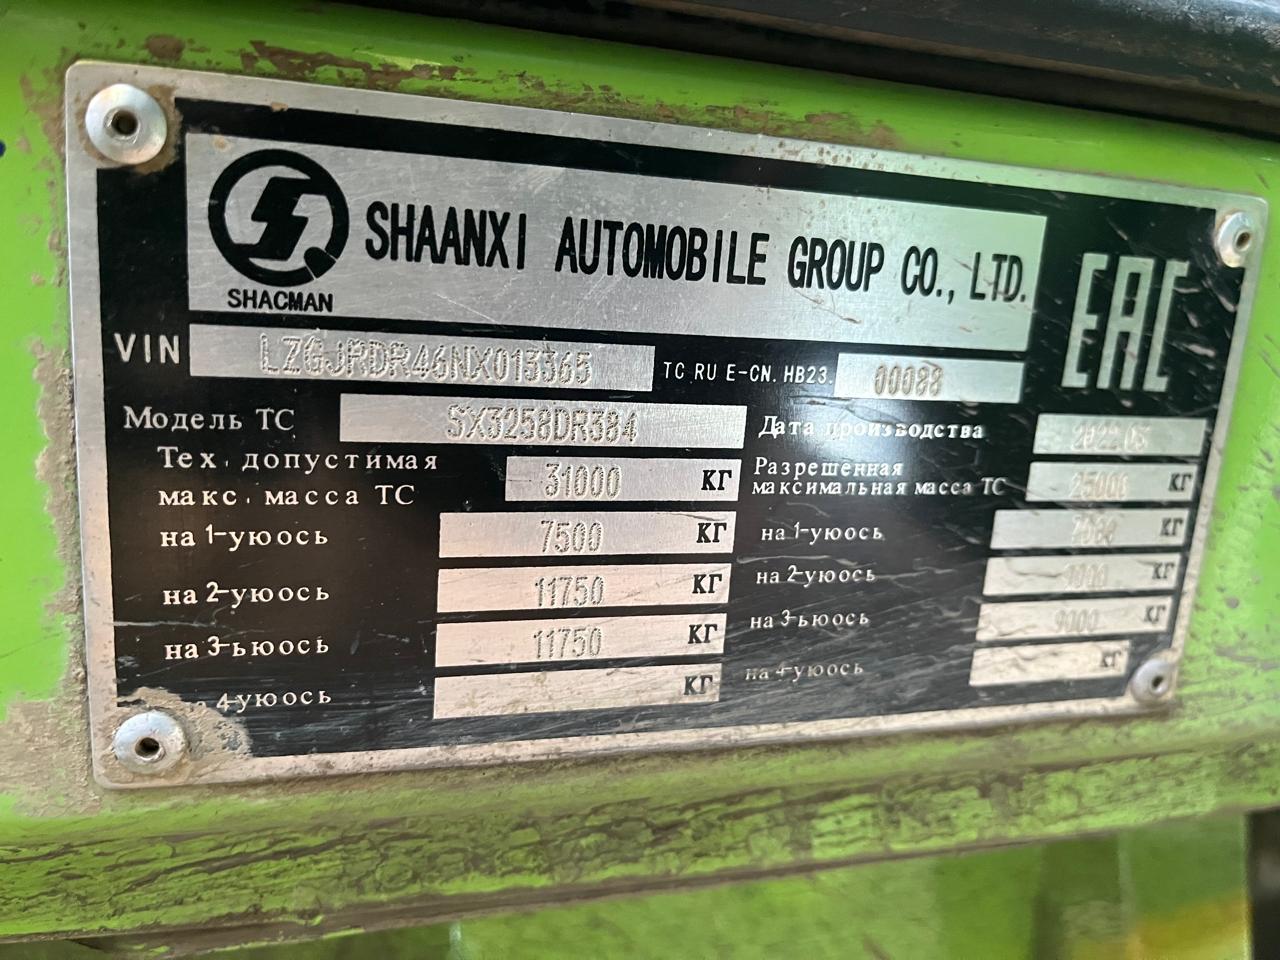 SHACMAN
SHAANXI AUTOMOBILE GROUP CO., LTD.
EAC
VIN LZGJRDR46NX013365 TC RU E-CN.HB23. 00088
Модель ТС SX3258DR384 Дата производства 2022.05
Тех. допустимая макс. масса ТС 31000 КГ
Разрешенная максимальная масса ТС 25000 КГ
на 1-уюось 7500 КГ на 1-уюось КГ
на 2-уюось 11750 КГ на 2-уюось КГ
на 3-ьюось 11750 КГ на 3-ьюось 9000 КГ
4-уюось КГ на 4-уюось КГ